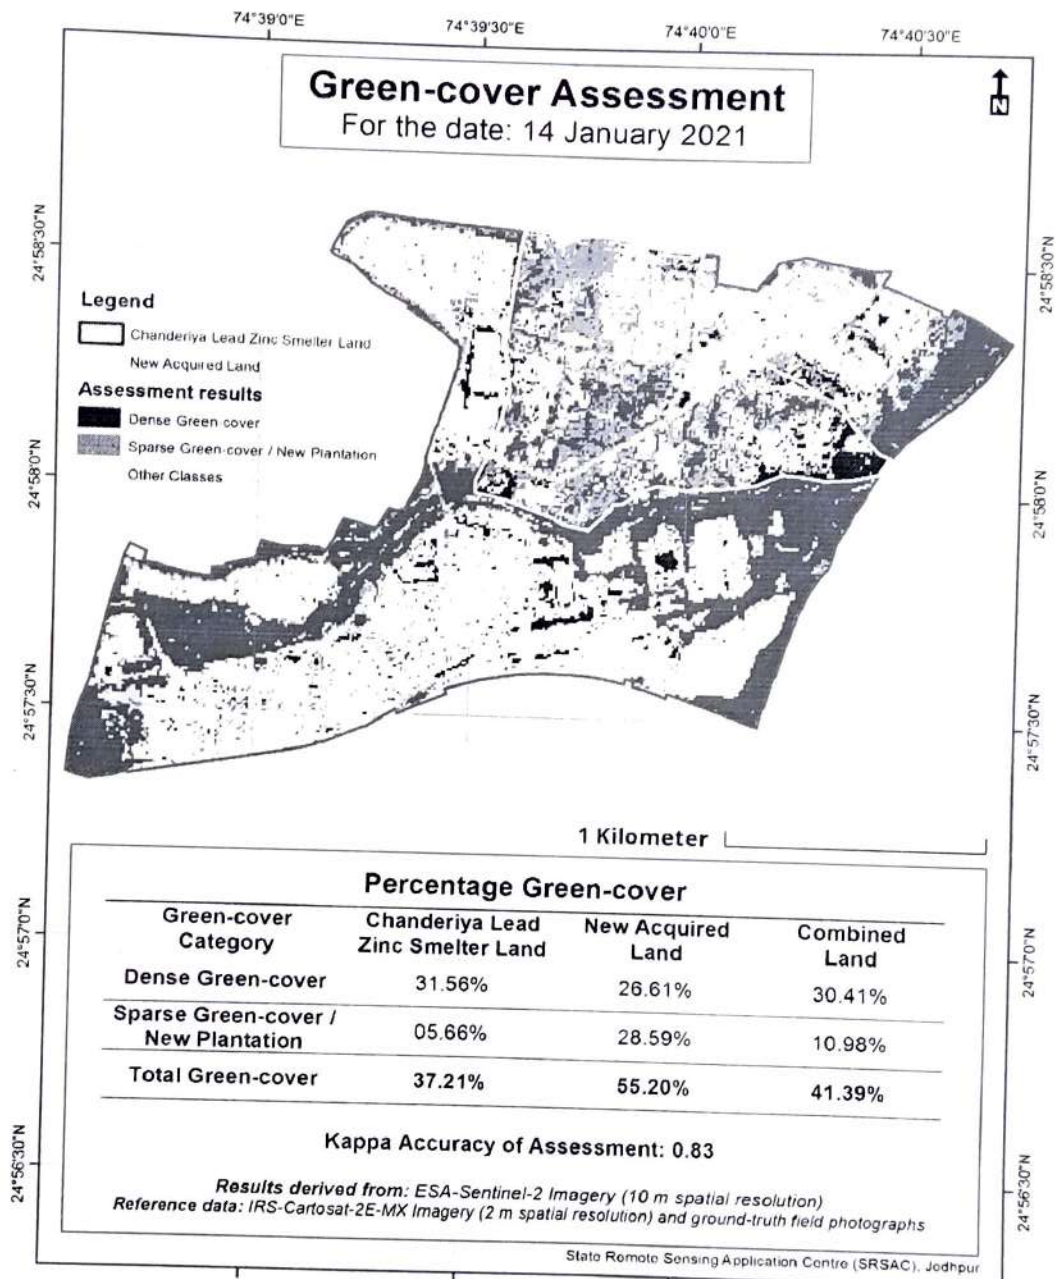 74°39'0"E 74°39'30"E 74°40'0"E 74°40'30"E
Green-cover Assessment
For the date: 14 January 2021
N
24°58'30"N
24°58'30"N
Legend
Chanderiya Lead Zinc Smelter Land
New Acquired Land
Assessment results
Dense Green-cover
Sparse Green-cover / New Plantation
Other Classes
24°58'0"N
24°58'0"N
24°57'30"N
24°57'30"N
1 Kilometer
Percentage Green-cover
Green-cover Category Chanderiya Lead Zinc Smelter Land New Acquired Land Combined Land
Dense Green-cover 31.56% 26.61% 30.41%
Sparse Green-cover / New Plantation 05.66% 28.59% 10.98%
Total Green-cover 37.21% 55.20% 41.39%
24°57'0"N
24°57'0"N
Kappa Accuracy of Assessment: 0.83
24°56'30"N
24°56'30"N
Results derived from: ESA-Sentinel-2 Imagery (10 m spatial resolution)
Reference data: IRS-Cartosat-2E-MX Imagery (2 m spatial resolution) and ground-truth field photographs
State Remote Sensing Application Centre (SRSAC), Jodhpur